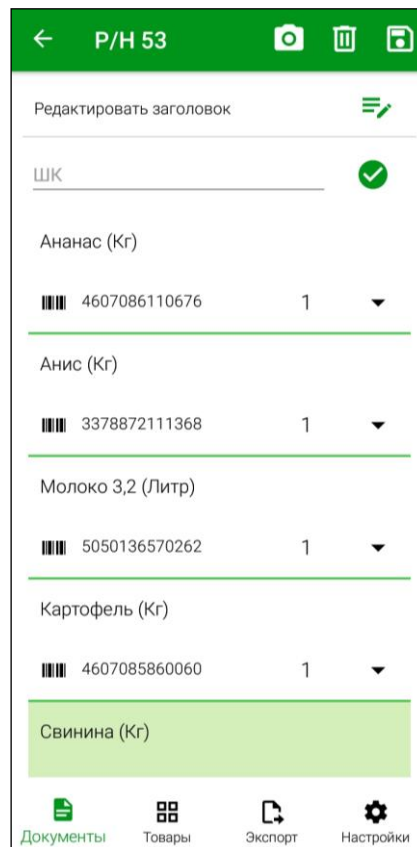 Р/Н 53
Редактировать заголовок
ШК
Ананас (Кг)
4607086110676 1
Анис (Кг)
3378872111368 1
Молоко 3,2 (Литр)
5050136570262 1
Картофель (Кг)
4607085860060 1
Свинина (Кг)
Документы Товары Экспорт Настройки